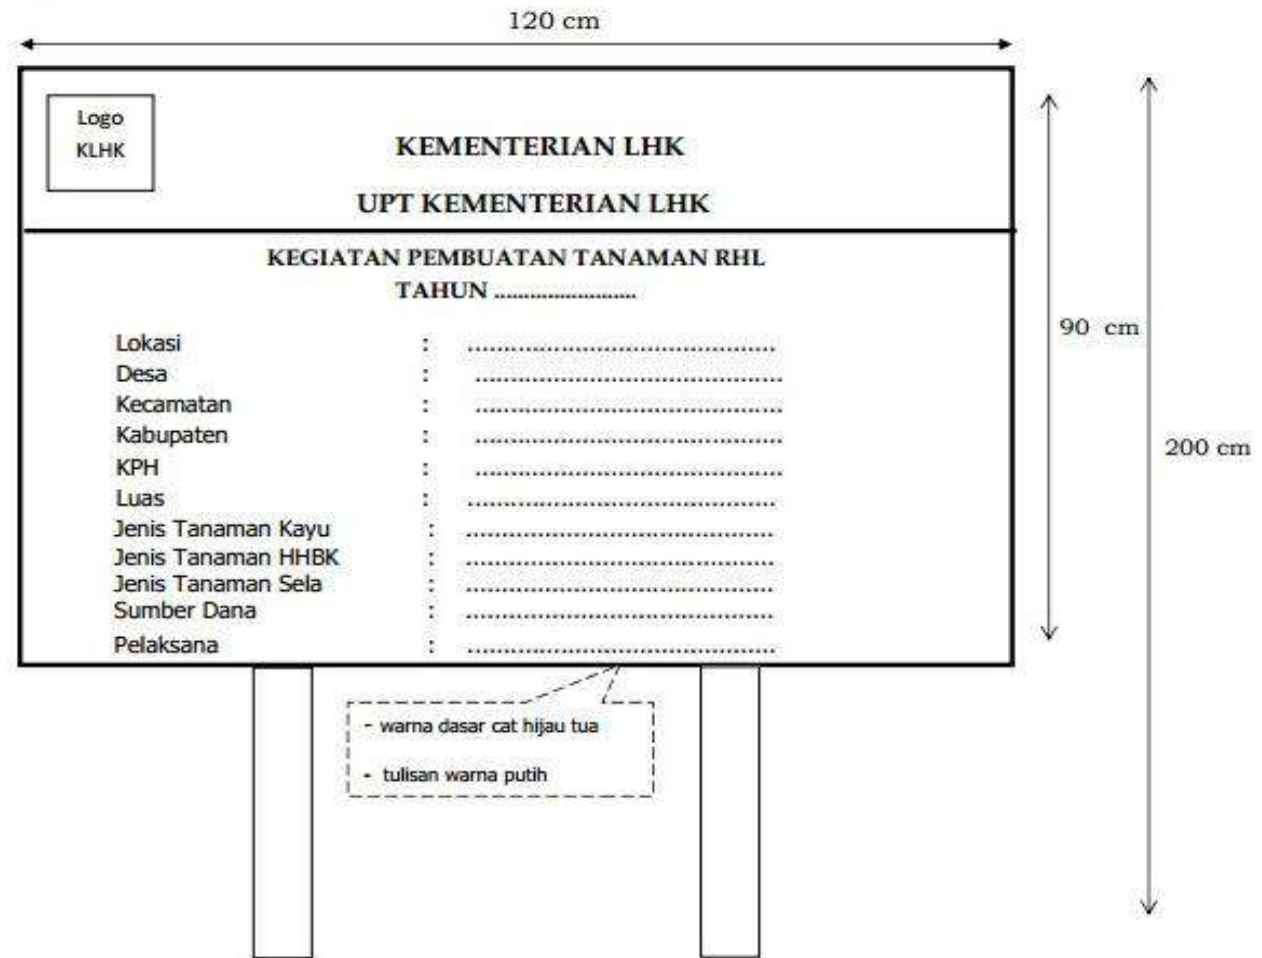 120 cm
Logo
KLHK
KEMENTERIAN LHK
UPT KEMENTERIAN LHK
KEGIATAN PEMBUATAN TANAMAN RHL
TAHUN ..........................
Lokasi : ..........................................
Desa : ..........................................
Kecamatan : ..........................................
Kabupaten : ..........................................
KPH : ..........................................
Luas : ..........................................
Jenis Tanaman Kayu : ..........................................
Jenis Tanaman HHBK : ..........................................
Jenis Tanaman Sela : ..........................................
Sumber Dana : ..........................................
Pelaksana : ..........................................
90 cm
200 cm
- warna dasar cat hijau tua
- tulisan warna putih